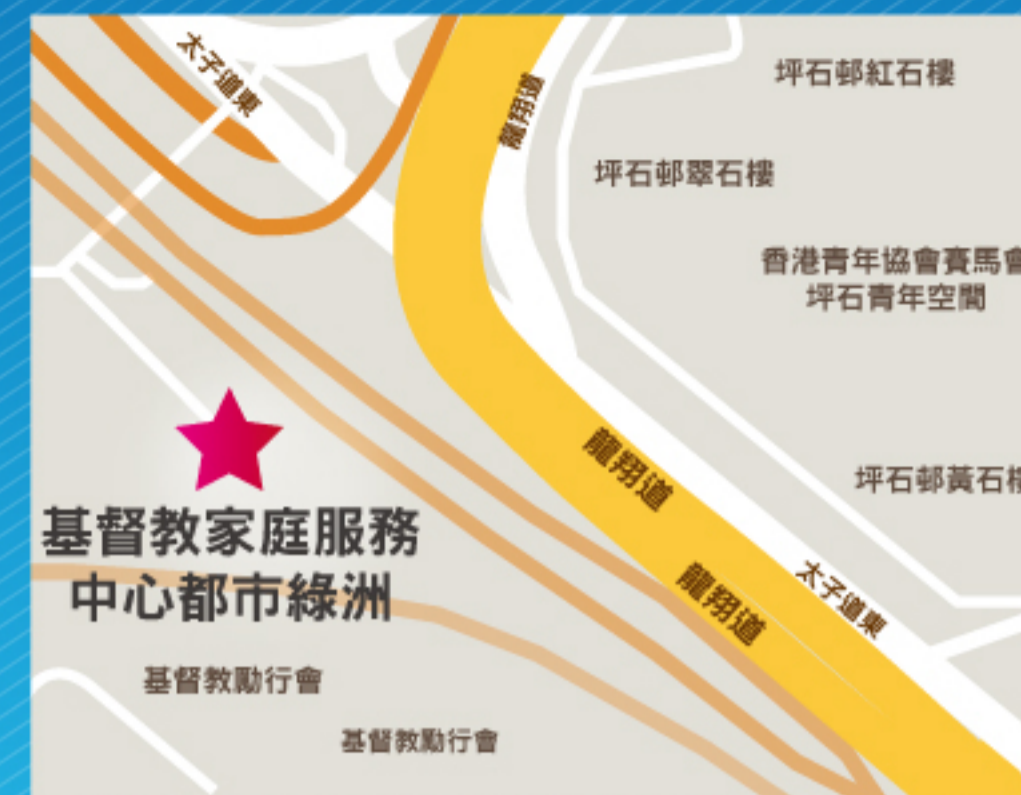 太子道東
龍翔道
坪石邨紅石樓
坪石邨翠石樓
香港青年協會賽馬會
坪石青年空間
龍翔道
坪石邨黃石樓
基督教家庭服務
中心都市綠洲
龍翔道
太子道東
基督教勵行會
基督教勵行會